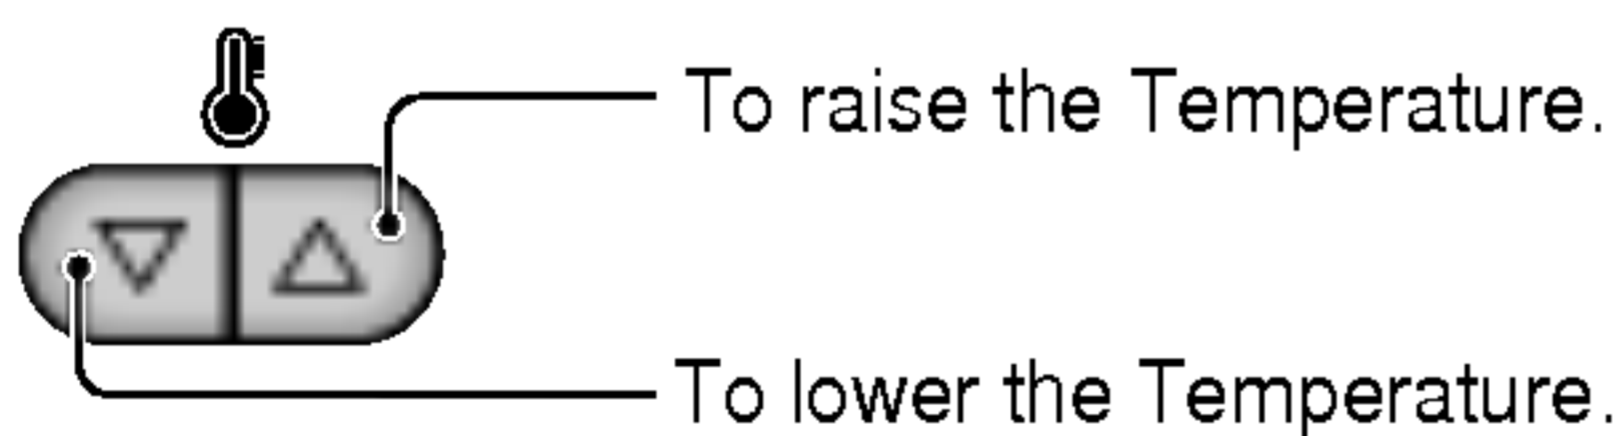 To raise the Temperature.
To lower the Temperature.